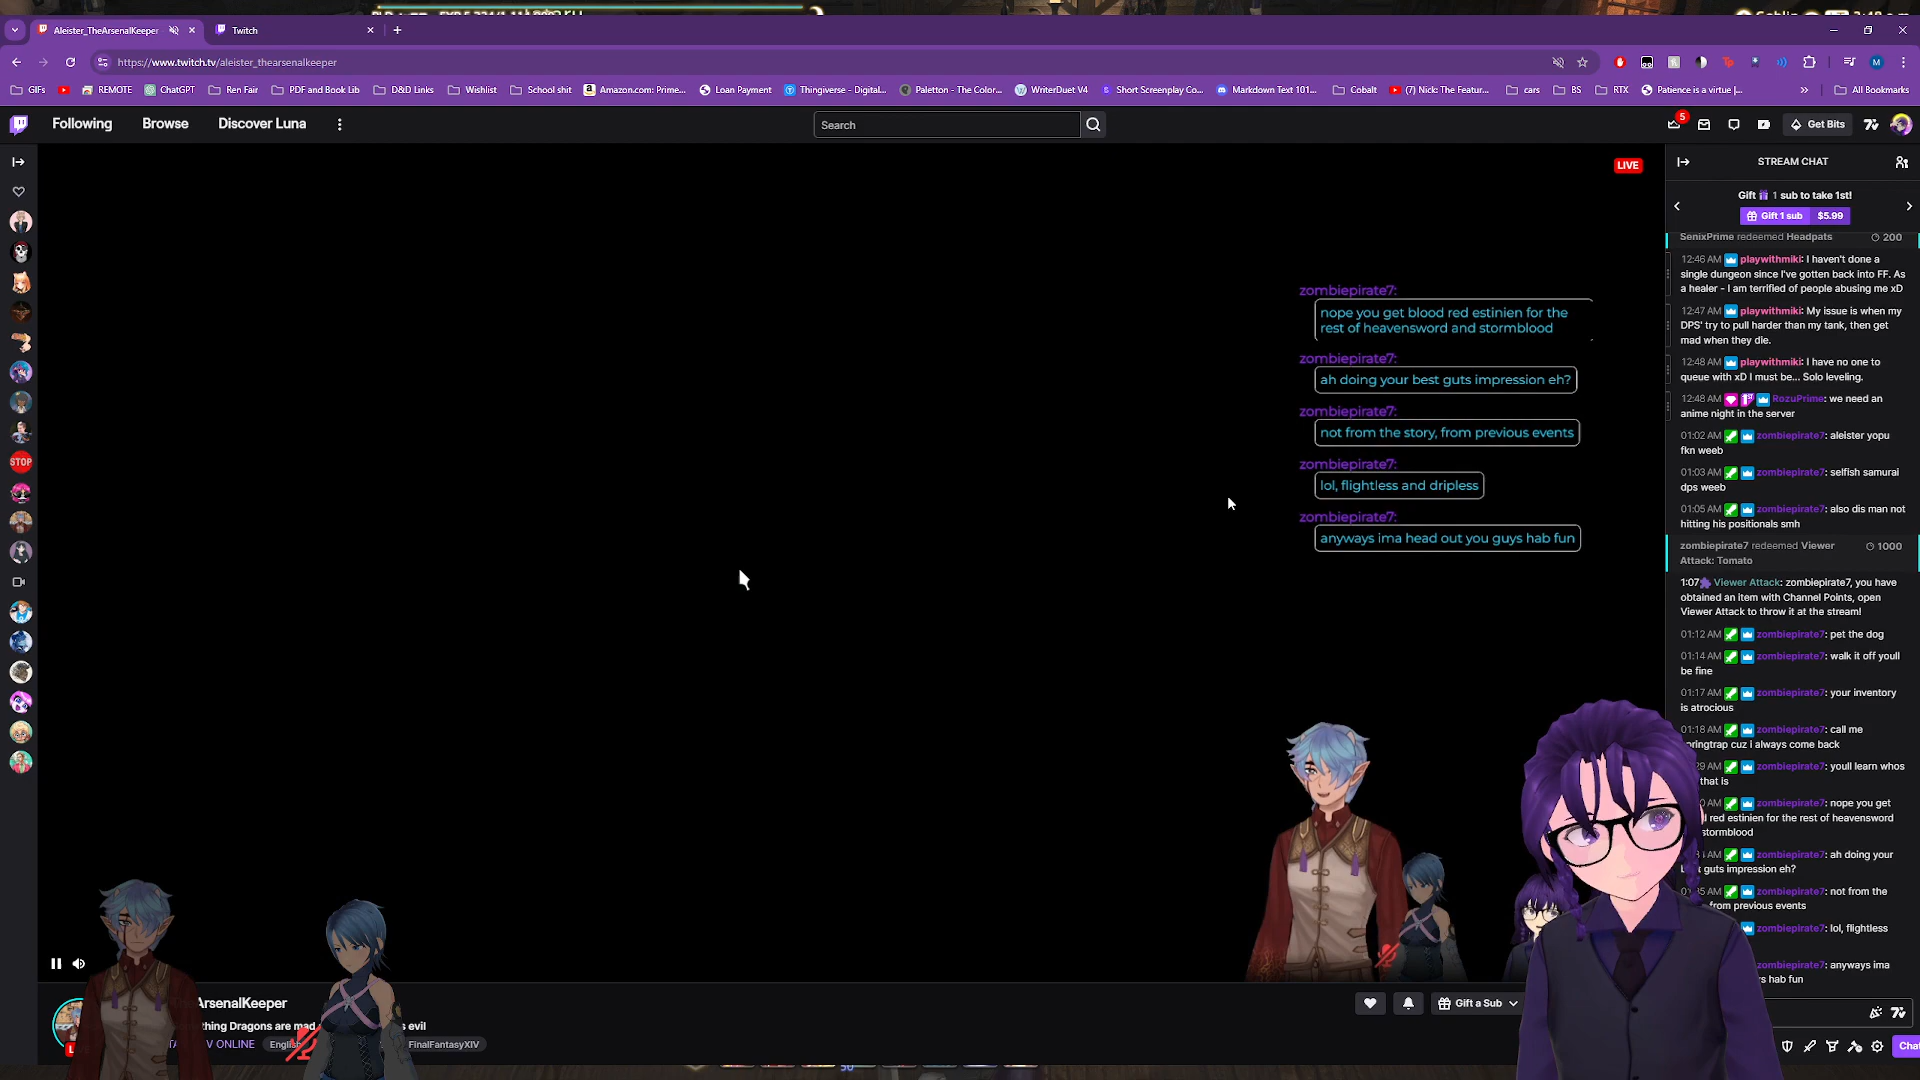 Aleister_TheArsenalKeeper
Twitch
https://www.twitch.tv/aleister_thearsenalkeeper
M
GIFs
REMOTE
ChatGPT
Ren Fair
PDF and Book Lib
D&D Links
Wishlist
School shit
Amazon.com: Prime...
Loan Payment
Thingiverse - Digital...
Paletton - The Color...
WriterDuet V4
Short Screenplay Co...
Markdown Text 101...
Cobalt
(7) Nick: The Featur...
cars
BS
RTX
Patience is a virtue |...
All Bookmarks
Following
Browse
Discover Luna
Search
5
Get Bits
LIVE
STOP
zombiepirate7:
nope you get blood red estinien for the
rest of heavensword and stormblood
zombiepirate7:
ah doing your best guts impression eh?
zombiepirate7:
not from the story, from previous events
zombiepirate7:
lol, flightless and dripless
zombiepirate7:
anyways ima head out you guys hab fun
STREAM CHAT
Gift 1 sub to take 1st!
Gift 1 sub $5.99
SenixPrime redeemed Headpats 200
12:46 AM playwithmiki: I haven't done a
single dungeon since I've gotten back into FF. As
a healer - I am terrified of people abusing me xD
12:47 AM playwithmiki: My issue is when my
DPS' try to pull harder than my tank, then get
mad when they die.
12:48 AM playwithmiki: I have no one to
queue with xD I must be... Solo leveling.
12:48 AM RozuPrime: we need an
anime night in the server
01:02 AM zombiepirate7: aleister yopu
fkn weeb
01:03 AM zombiepirate7: selfish samurai
dps weeb
01:05 AM zombiepirate7: also dis man not
hitting his positionals smh
zombiepirate7 redeemed Viewer 1000
Attack: Tomato
1:07 Viewer Attack: zombiepirate7, you have
obtained an item with Channel Points, open
Viewer Attack to throw it at the stream!
01:12 AM zombiepirate7: pet the dog
01:14 AM zombiepirate7: walk it off youll
be fine
01:17 AM zombiepirate7: your inventory
is atrocious
01:18 AM zombiepirate7: call me
pringtrap cuz i always come back
29 AM zombiepirate7: youll learn whos
that is
AM zombiepirate7: nope you get
red estinien for the rest of heavensword
stormblood
AM zombiepirate7: ah doing your
guts impression eh?
AM zombiepirate7: not from the
from previous events
zombiepirate7: lol, flightless
zombiepirate7: anyways ima
hab fun
ArsenalKeeper
thing Dragons are mad
evil
V ONLINE
English
FinalFantasyXIV
Gift a Sub
Chat
50